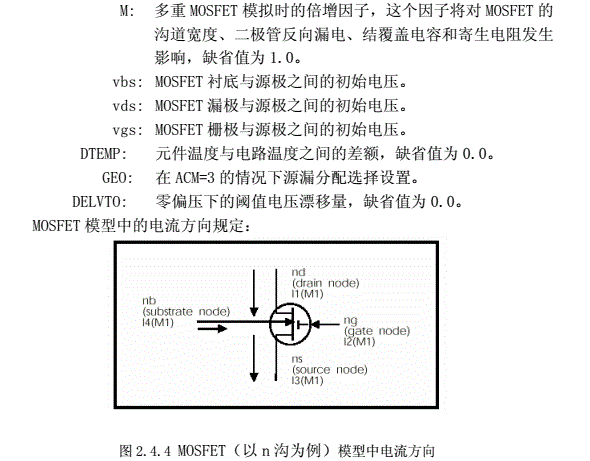 M: 多重 MOSFET 模拟时的倍增因子，这个因子将对 MOSFET 的
沟道宽度、二极管反向漏电、结覆盖电容和寄生电阻发生
影响，缺省值为 1.0。
vbs: MOSFET 衬底与源极之间的初始电压。
vds: MOSFET 漏极与源极之间的初始电压。
vgs: MOSFET 栅极与源极之间的初始电压。
DTEMP: 元件温度与电路温度之间的差额，缺省值为 0.0。
GEO: 在 ACM=3 的情况下源漏分配选择设置。
DELVTO: 零偏压下的阈值电压漂移量，缺省值为 0.0。
MOSFET 模型中的电流方向规定：
nd
(drain node)
I1(M1)
nb
(substrate node)
I4(M1)
ng
(gate node)
I2(M1)
ns
(source node)
I3(M1)
图 2.4.4 MOSFET（以 n 沟为例）模型中电流方向